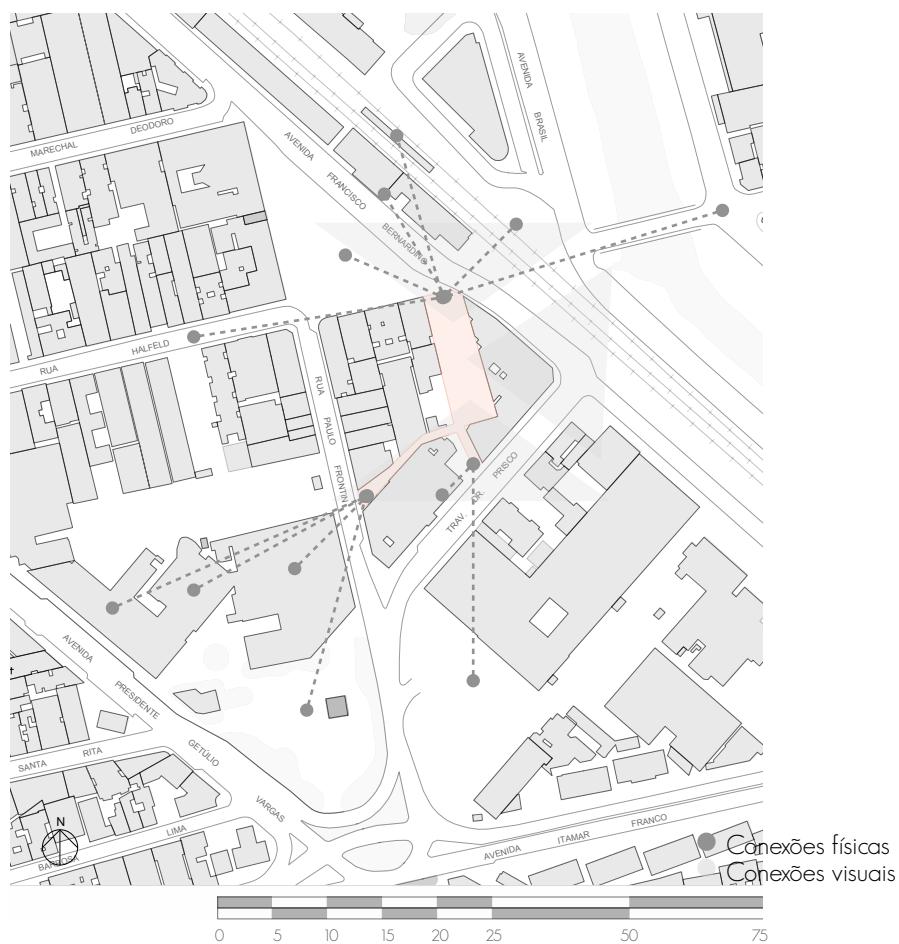 AVENIDA
BRASIL
MARECHAL DEODORO
AVENIDA FRANCISCO BERNARDINO
RUA HALFELD
RUA PAULO FRONTIN
TRAV. DR. PRISCO
AVENIDA PRESIDENTE GETÚLIO VARGAS
SANTA RITA
BARBOSA LIMA
N
AVENIDA ITAMAR FRANCO
Conexões físicas
Conexões visuais
0 5 10 15 20 25 50 75